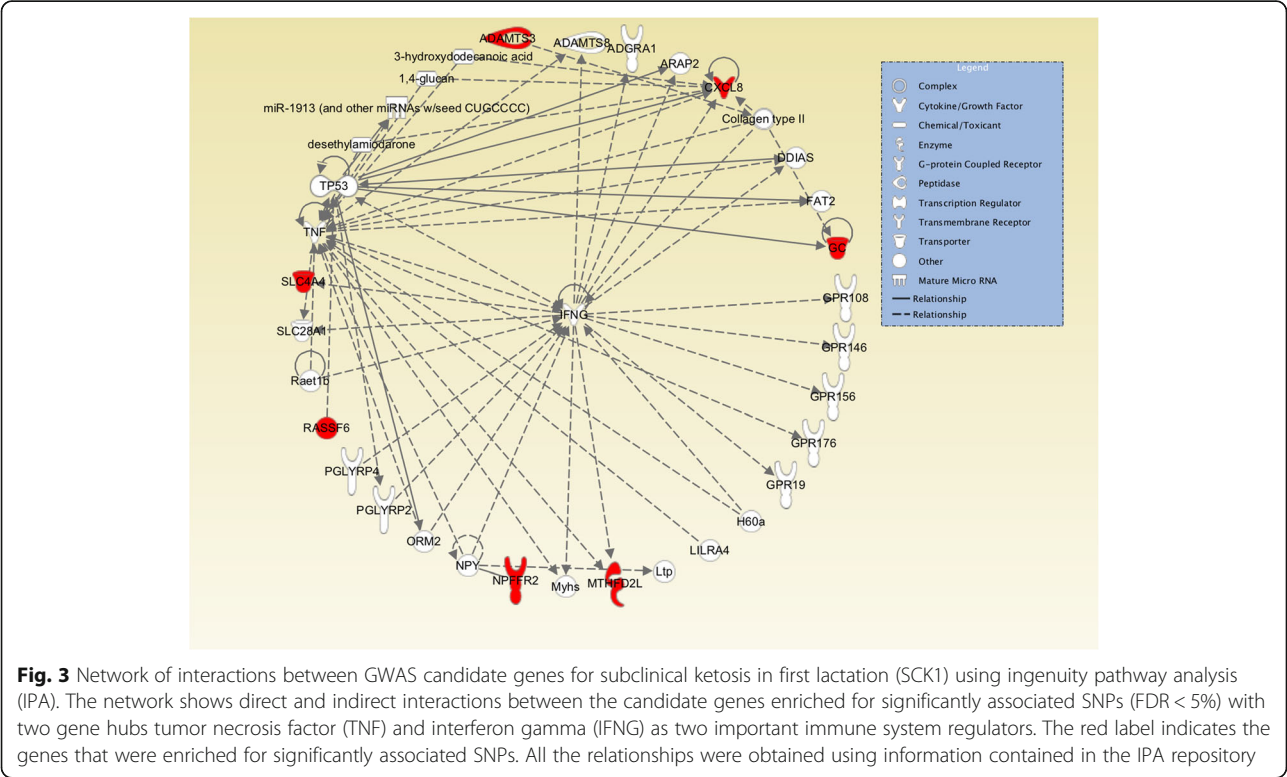 ADAMTS3
ADAMTS8
ADGRA1
3-hydroxydodecanoic acid
ARAP2
1,4-glucan
CXCL8
miR-1913 (and other miRNAs w/seed CUGCCCC)
Collagen type II
desethylamiodarone
DDIAS
TP53
FAT2
TNF
GC
SLC4A4
GPR108
IFNG
SLC28A1
GPR146
Raet1b
GPR156
RASSF6
GPR176
PGLYRP4
GPR19
PGLYRP2
H60a
ORM2
LILRA4
NPY
NPFFR2
Myhs
MTHFD2L
Ltp
Legend
Complex
Cytokine/Growth Factor
Chemical/Toxicant
Enzyme
G-protein Coupled Receptor
Peptidase
Transcription Regulator
Transmembrane Receptor
Transporter
Other
Mature Micro RNA
Relationship
Relationship
Fig. 3 Network of interactions between GWAS candidate genes for subclinical ketosis in first lactation (SCK1) using ingenuity pathway analysis
(IPA). The network shows direct and indirect interactions between the candidate genes enriched for significantly associated SNPs (FDR < 5%) with
two gene hubs tumor necrosis factor (TNF) and interferon gamma (IFNG) as two important immune system regulators. The red label indicates the
genes that were enriched for significantly associated SNPs. All the relationships were obtained using information contained in the IPA repository